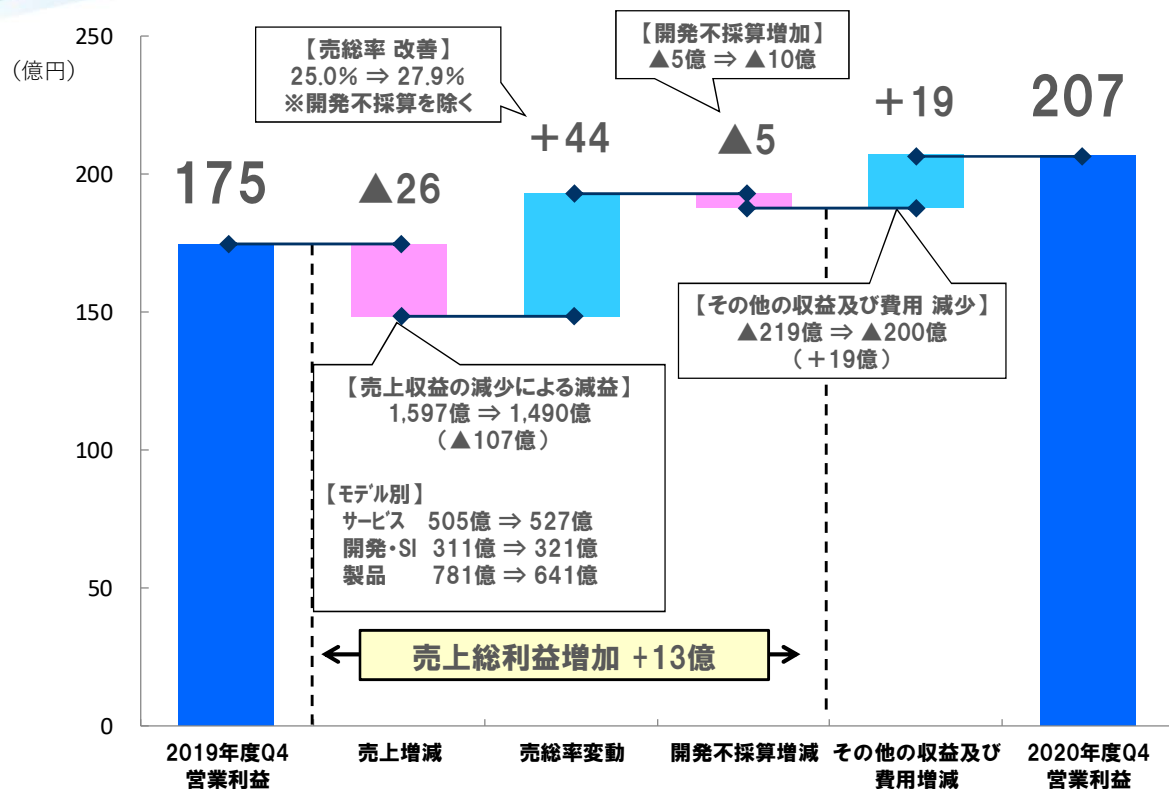 250
（億円）
200
150
100
50
0
【売総率 改善】
25.0% ⇒ 27.9%
※開発不採算を除く
【開発不採算増加】
▲5億 ⇒ ▲10億
175
▲26
＋44
▲5
＋19
207
【その他の収益及び費用 減少】
▲219億 ⇒ ▲200億
（＋19億）
【売上収益の減少による減益】
1,597億 ⇒ 1,490億
（▲107億）
【モデル別】
サービス 505億 ⇒ 527億
開発・SI 311億 ⇒ 321億
製品 781億 ⇒ 641億
売上総利益増加 +13億
2019年度Q4
営業利益
売上増減
売総率変動
開発不採算増減
その他の収益及び
費用増減
2020年度Q4
営業利益